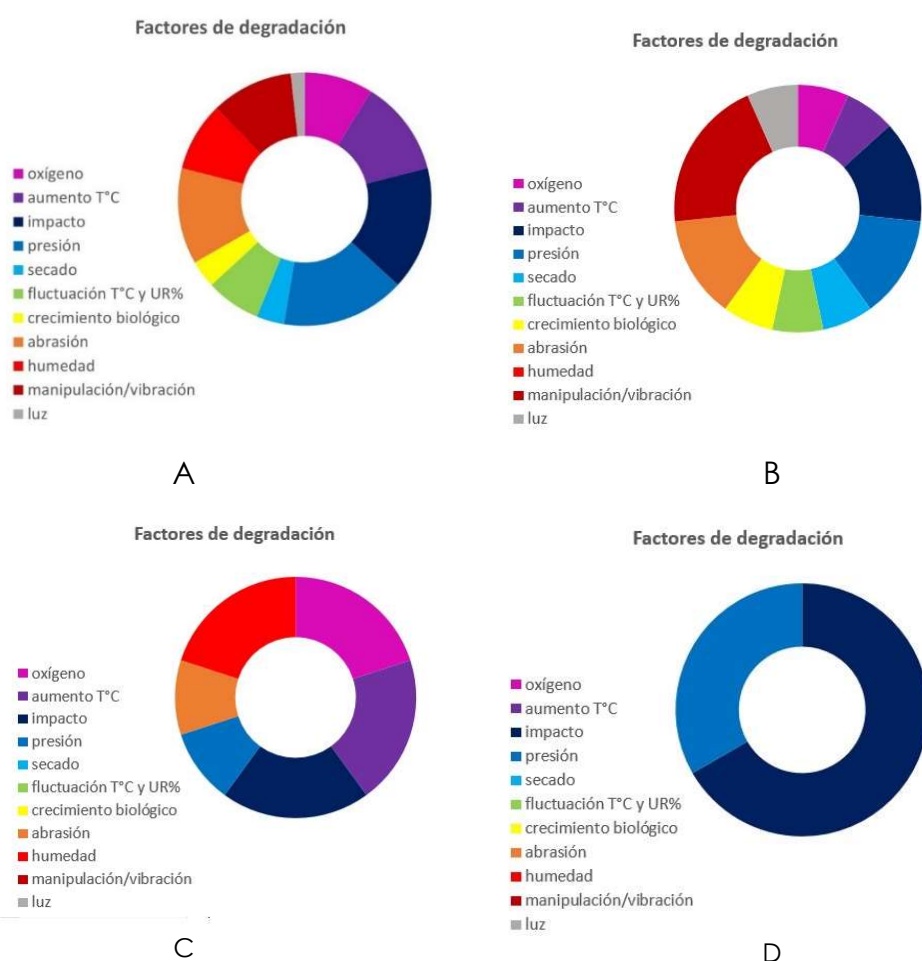 Factores de degradación
oxígeno
aumento T°C
impacto
presión
secado
fluctuación T°C y UR%
crecimiento biológico
abrasión
humedad
manipulación/vibración
luz
A
Factores de degradación
oxígeno
aumento T°C
impacto
presión
secado
fluctuación T°C y UR%
crecimiento biológico
abrasión
humedad
manipulación/vibración
luz
B
Factores de degradación
oxígeno
aumento T°C
impacto
presión
secado
fluctuación T°C y UR%
crecimiento biológico
abrasión
humedad
manipulación/vibración
luz
C
Factores de degradación
oxígeno
aumento T°C
impacto
presión
secado
fluctuación T°C y UR%
crecimiento biológico
abrasión
humedad
manipulación/vibración
luz
D